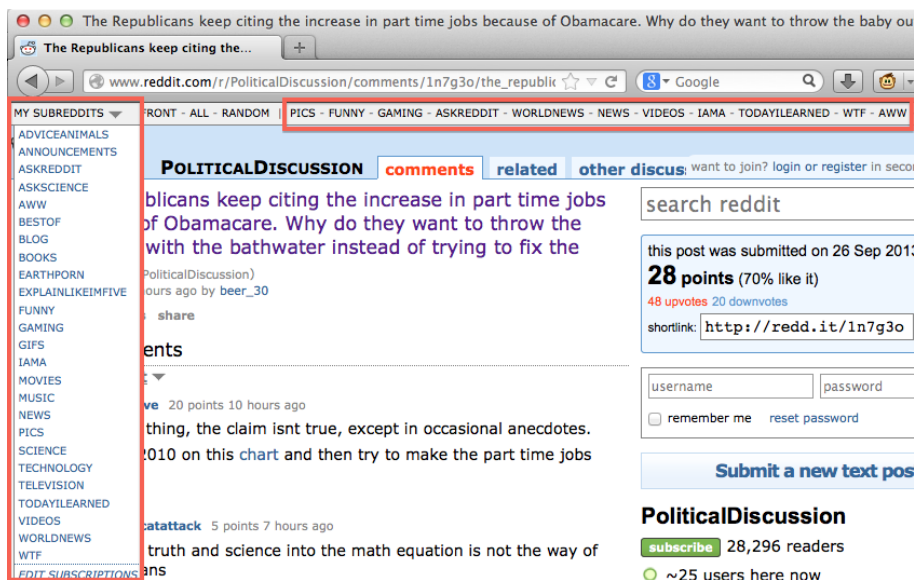 The Republicans keep citing the increase in part time jobs because of Obamacare. Why do they want to throw the baby ou
The Republicans keep citing the...
www.reddit.com/r/PoliticalDiscussion/comments/1n7g3o/the_republic
Google
MY SUBREDDITS
FRONT - ALL - RANDOM | PICS - FUNNY - GAMING - ASKREDDIT - WORLDNEWS - NEWS - VIDEOS - IAMA - TODAYILEARNED - WTF - AWW
ADVICEANIMALS
ANNOUNCEMENTS
ASKREDDIT
ASKSCIENCE
AWW
BESTOF
BLOG
BOOKS
EARTHPORN
EXPLAINLIKEIMFIVE
FUNNY
GAMING
GIFS
IAMA
MOVIES
MUSIC
NEWS
PICS
SCIENCE
TECHNOLOGY
TELEVISION
TODAYILEARNED
VIDEOS
WORLDNEWS
WTF
EDIT SUBSCRIPTIONS
POLITICALDISCUSSION comments related other discus
want to join? login or register in seco
blicans keep citing the increase in part time jobs
of Obamacare. Why do they want to throw the
with the bathwater instead of trying to fix the
PoliticalDiscussion)
ours ago by beer_30
share
ents
ve 20 points 10 hours ago
thing, the claim isnt true, except in occasional anecdotes.
2010 on this chart and then try to make the part time jobs
catattack 5 points 7 hours ago
truth and science into the math equation is not the way of
ans
search reddit
this post was submitted on 26 Sep 2013
28 points (70% like it)
48 upvotes 20 downvotes
shortlink: http://redd.it/1n7g3o
username password
remember me reset password
Submit a new text pos
PoliticalDiscussion
subscribe 28,296 readers
~25 users here now